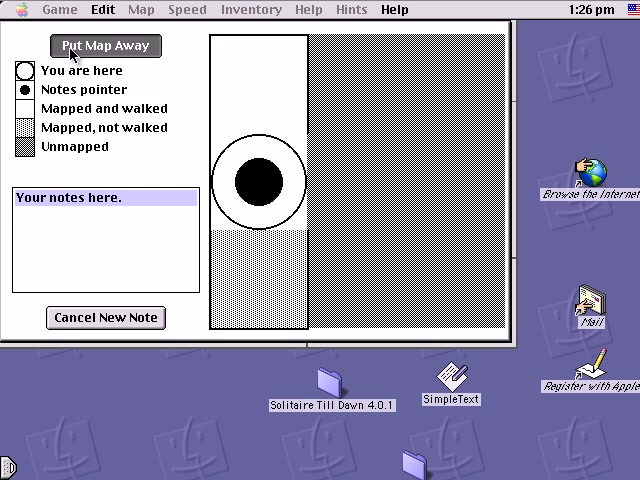 Game Edit Map Speed Inventory Help Hints Help 1:26 pm
Put Map Away
You are here
Notes pointer
Mapped and walked
Mapped, not walked
Unmapped
Your notes here.
Cancel New Note
Browse the Internet
Mail
Register with Apple
Solitaire Till Dawn 4.0.1
SimpleText